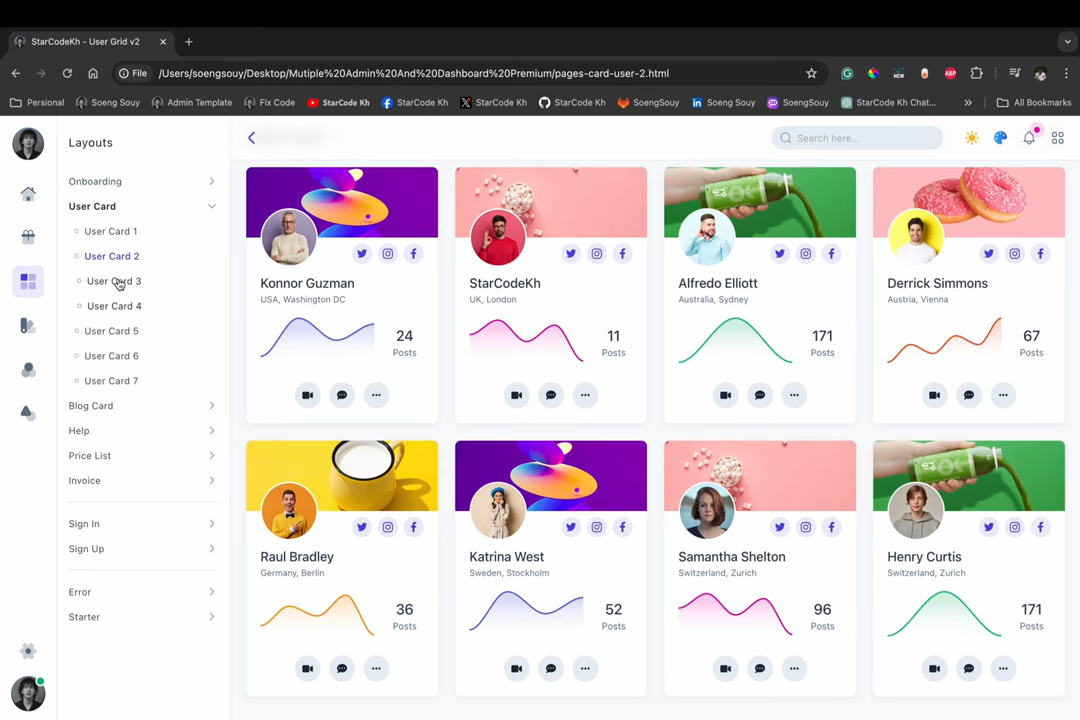 StarCodeKh - User Grid v2
File
/Users/soengsouy/Desktop/Mutiple%20Admin%20And%20Dashboard%20Premium/pages-card-user-2.html
Personal
Soeng Souy
Admin Template
Fix Code
StarCode Kh
StarCode Kh
StarCode Kh
StarCode Kh
SoengSouy
Soeng Souy
SoengSouy
StarCode Kh Chat...
All Bookmarks
Layouts
Search here...
Onboarding
User Card
User Card 1
User Card 2
User Card 3
User Card 4
User Card 5
User Card 6
User Card 7
Blog Card
Help
Price List
Invoice
Sign In
Sign Up
Error
Starter
Konnor Guzman
USA, Washington DC
24
Posts
StarCodeKh
UK, London
11
Posts
Alfredo Elliott
Australia, Sydney
171
Posts
Derrick Simmons
Austria, Vienna
67
Posts
Raul Bradley
Germany, Berlin
36
Posts
Katrina West
Sweden, Stockholm
52
Posts
Samantha Shelton
Switzerland, Zurich
96
Posts
Henry Curtis
Switzerland, Zurich
171
Posts